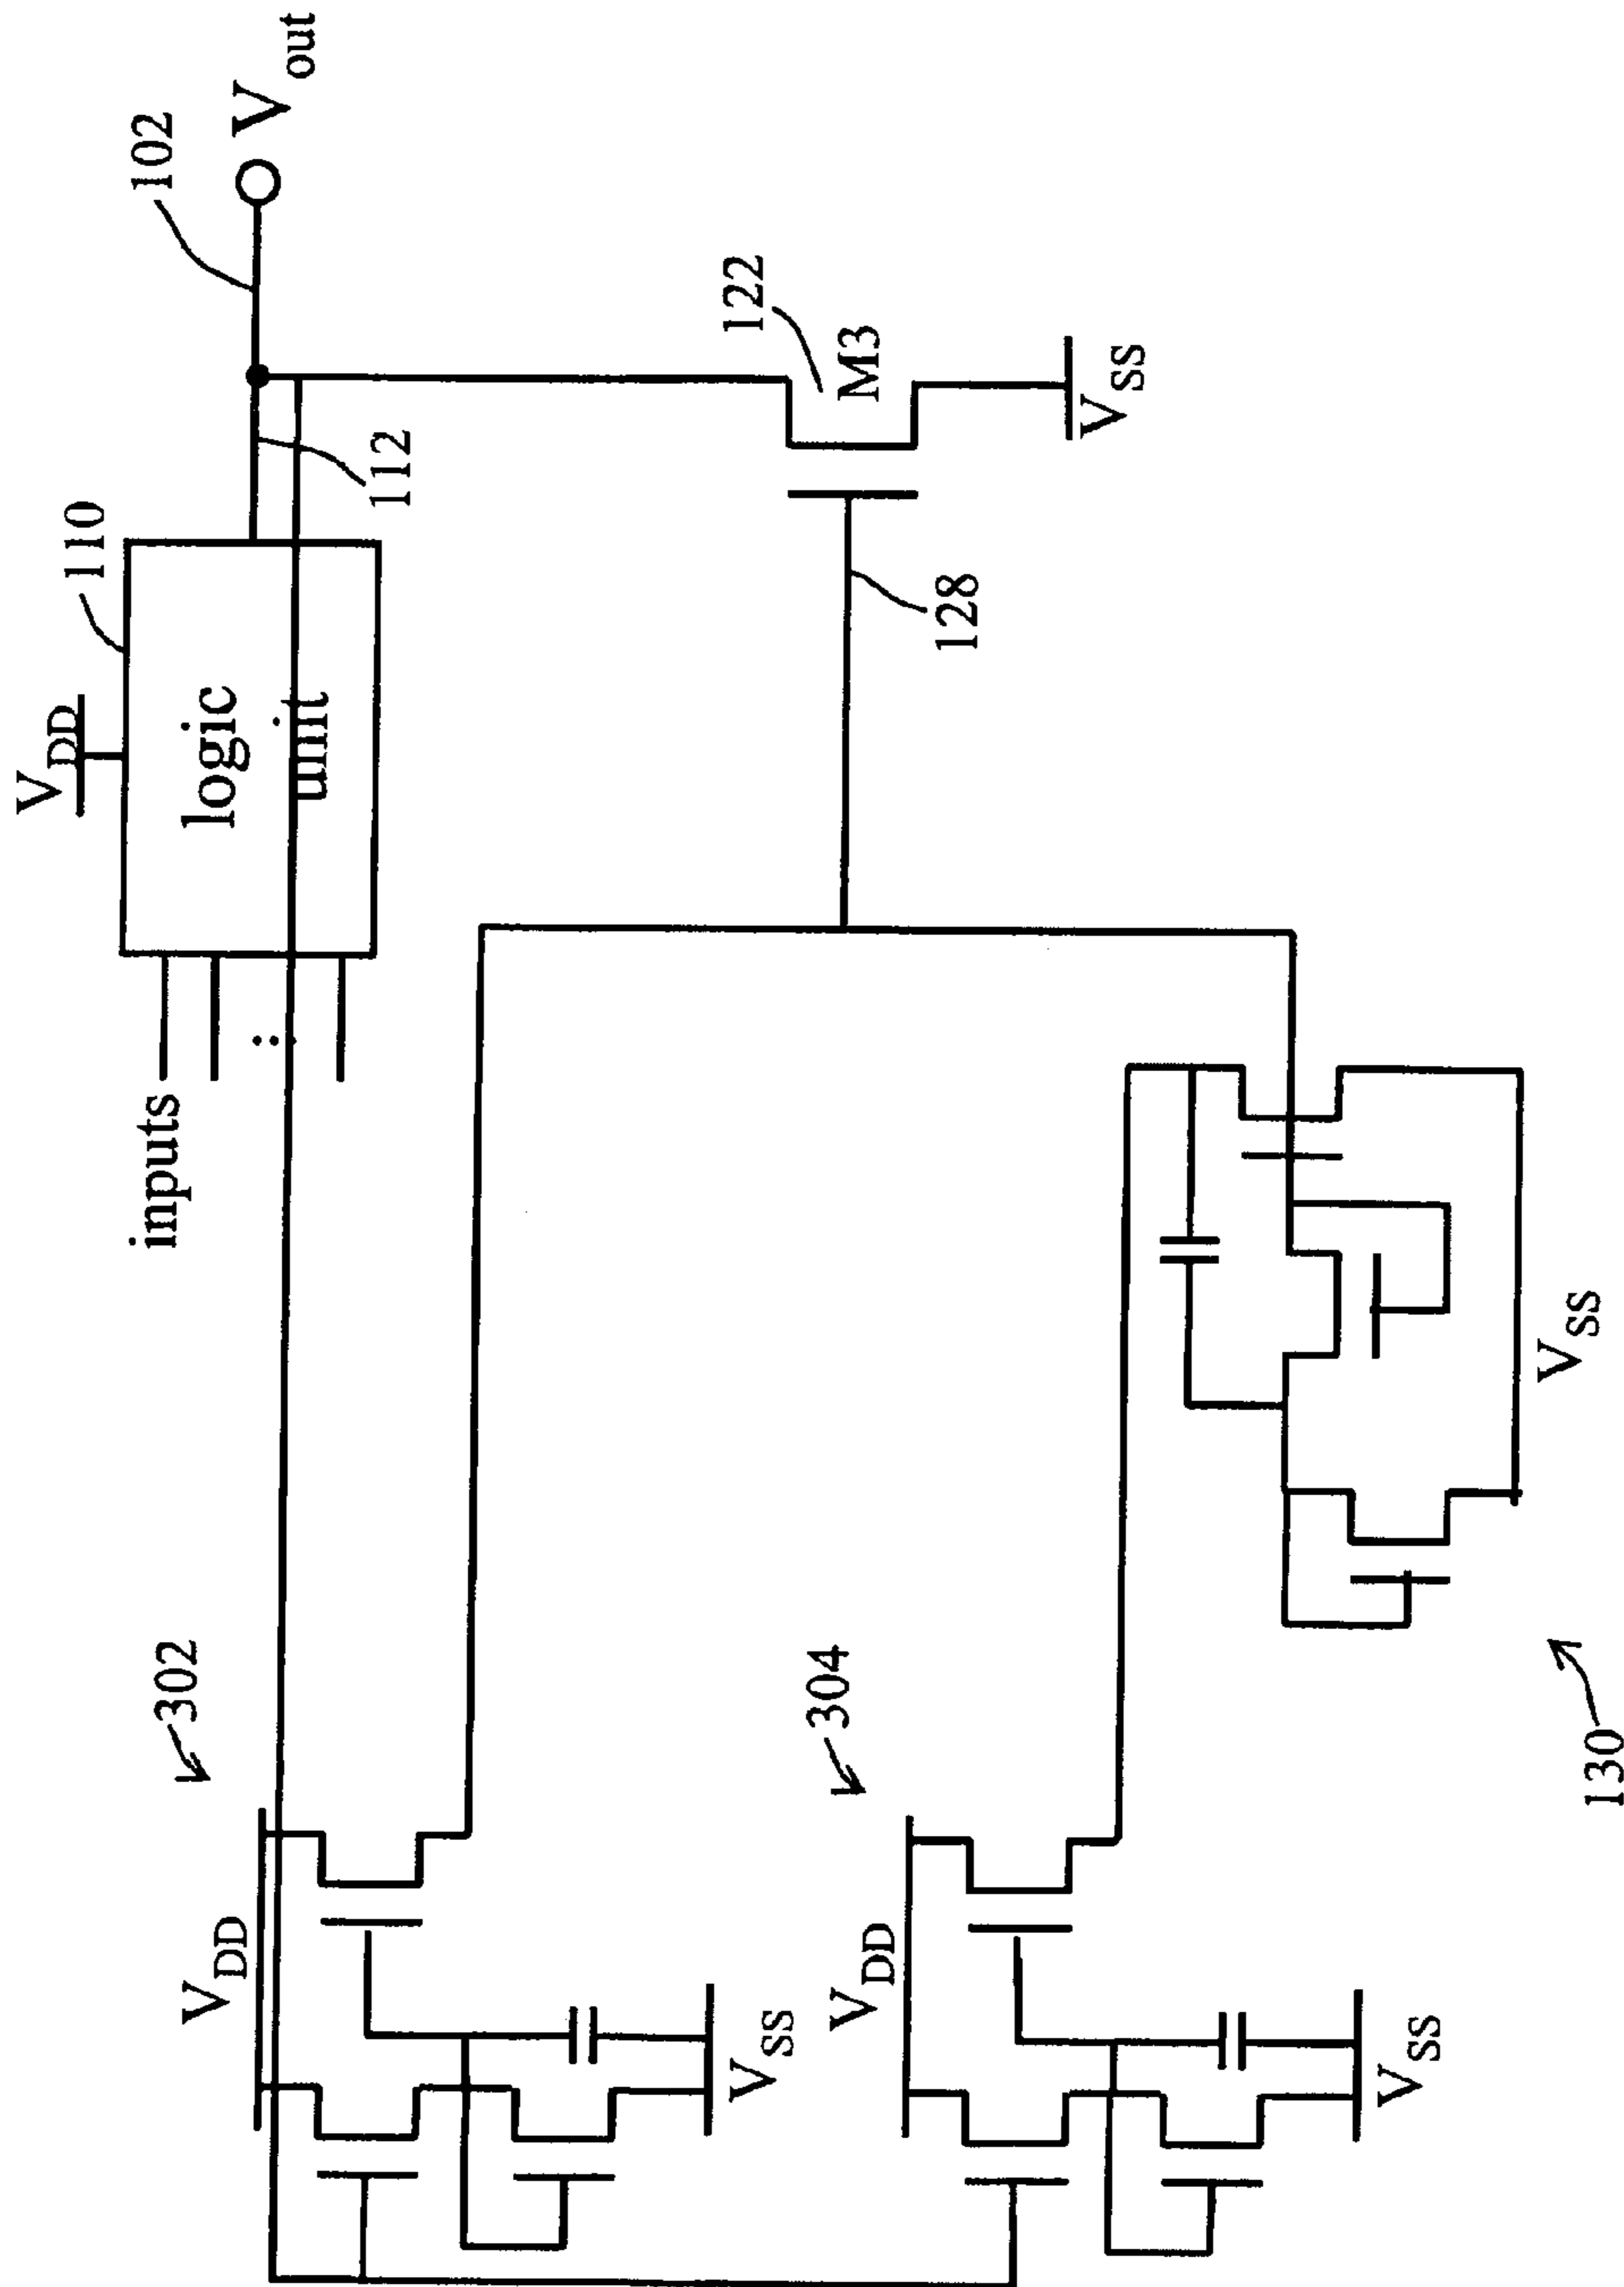 V_DD
110
logic
unit
inputs
:
112
102
V_out
122
M3
V_SS
128
302
V_DD
V_SS
304
V_DD
V_SS
V_SS
130